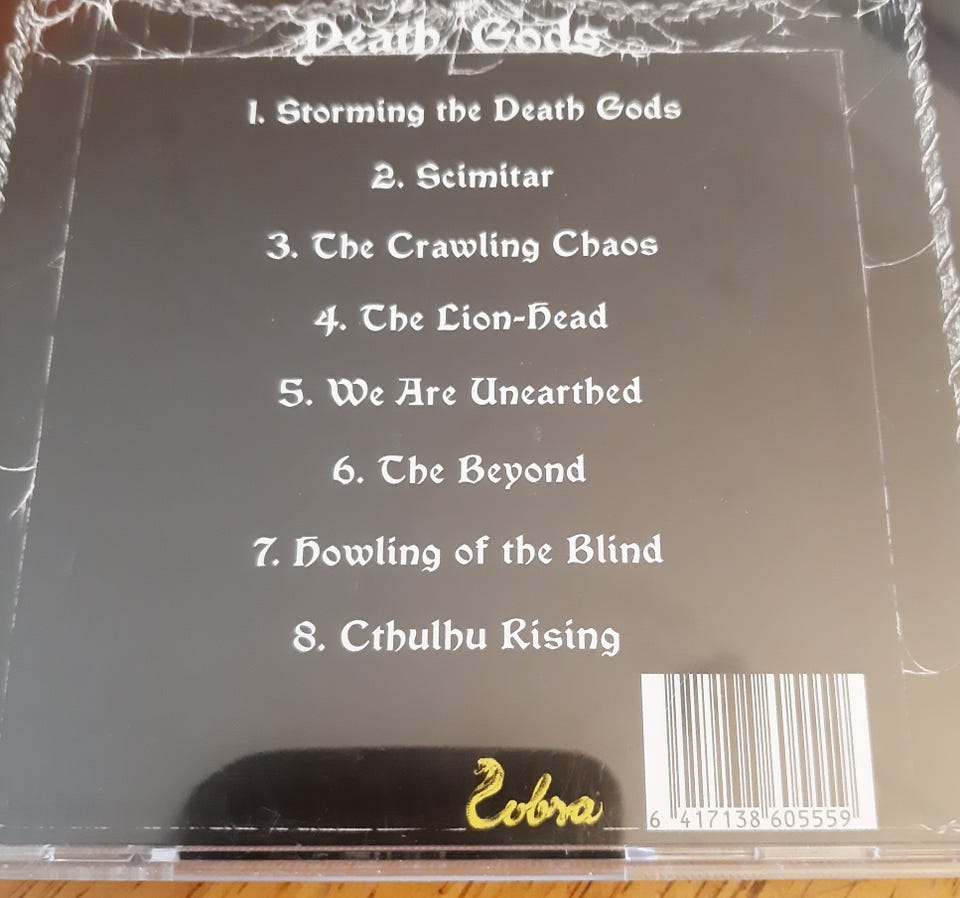 Death Gods
1. Storming the Death Gods
2. Scimitar
3. The Crawling Chaos
4. The Lion-Head
5. We Are Unearthed
6. The Beyond
7. Howling of the Blind
8. Cthulhu Rising
Cobra
6 417138 605559